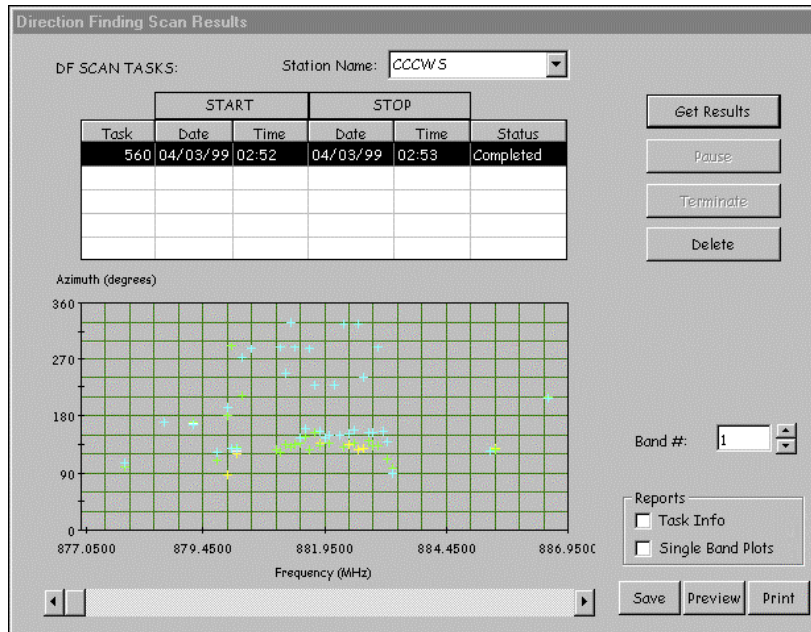 Direction Finding Scan Results
DF SCAN TASKS:
Station Name: CCCWS
START STOP
Task Date Time Date Time Status
560 04/03/99 02:52 04/03/99 02:53 Completed
Get Results
Pause
Terminate
Delete
Azimuth (degrees)
360
270
180
90
0
877.0500 879.4500 881.9500 884.4500 886.950(
Frequency (MHz)
Band #: 1
Reports
Task Info
Single Band Plots
Save Preview Print